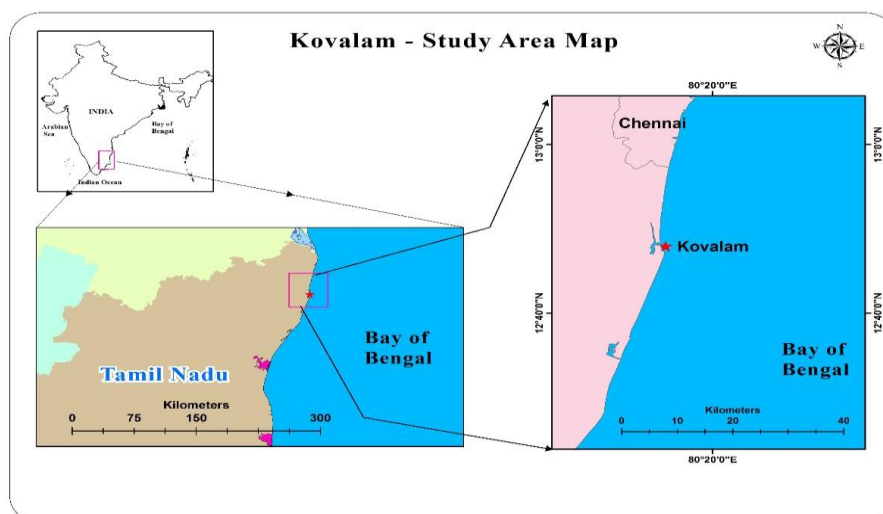 Kovalam - Study Area Map
N
W E
S
INDIA
Arabian
Sea
Bay of
Bengal
Indian Ocean
Tamil Nadu
Bay of
Bengal
Kilometers
0 75 150 300
80°20'0"E
Chennai
13°0'0"N
13°0'0"N
Kovalam
12°40'0"N
12°40'0"N
Bay of
Bengal
Kilometers
0 10 20 40
80°20'0"E